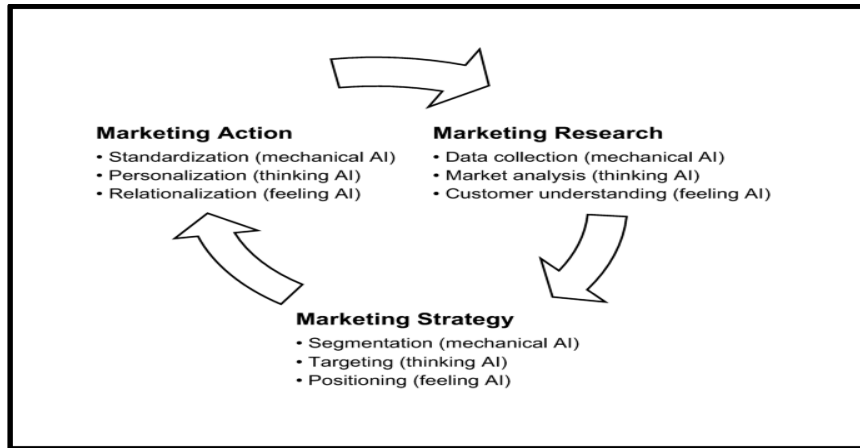 Marketing Action
• Standardization (mechanical AI)
• Personalization (thinking AI)
• Relationalization (feeling AI)
Marketing Research
• Data collection (mechanical AI)
• Market analysis (thinking AI)
• Customer understanding (feeling AI)
Marketing Strategy
• Segmentation (mechanical AI)
• Targeting (thinking AI)
• Positioning (feeling AI)